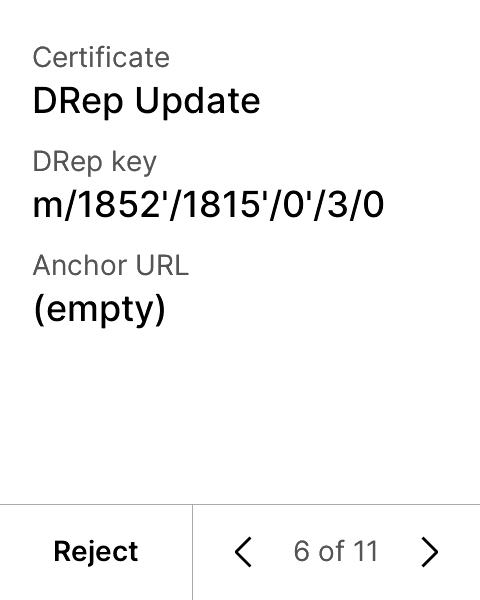 Certificate
DRep Update
DRep key
m/1852'/1815'/0'/3/0
Anchor URL
(empty)
Reject
6 of 11